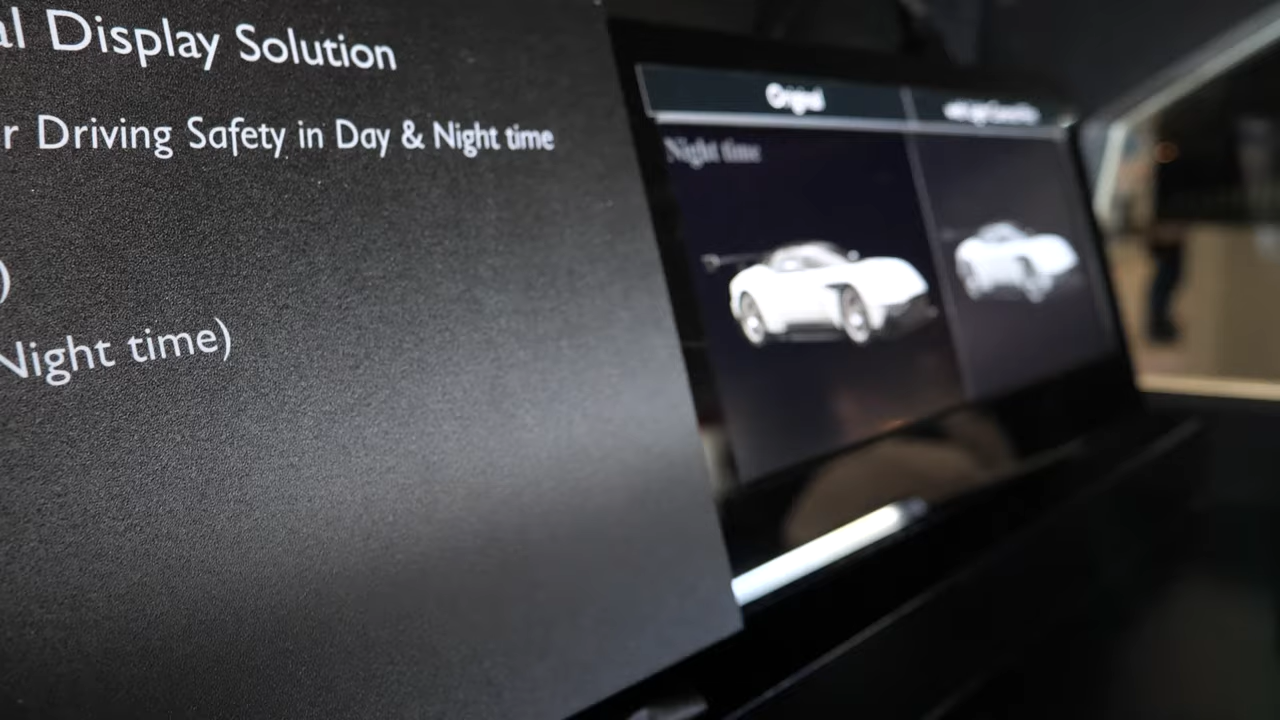 al Display Solution
r Driving Safety in Day & Night time
)
Night time)
Original
Night time